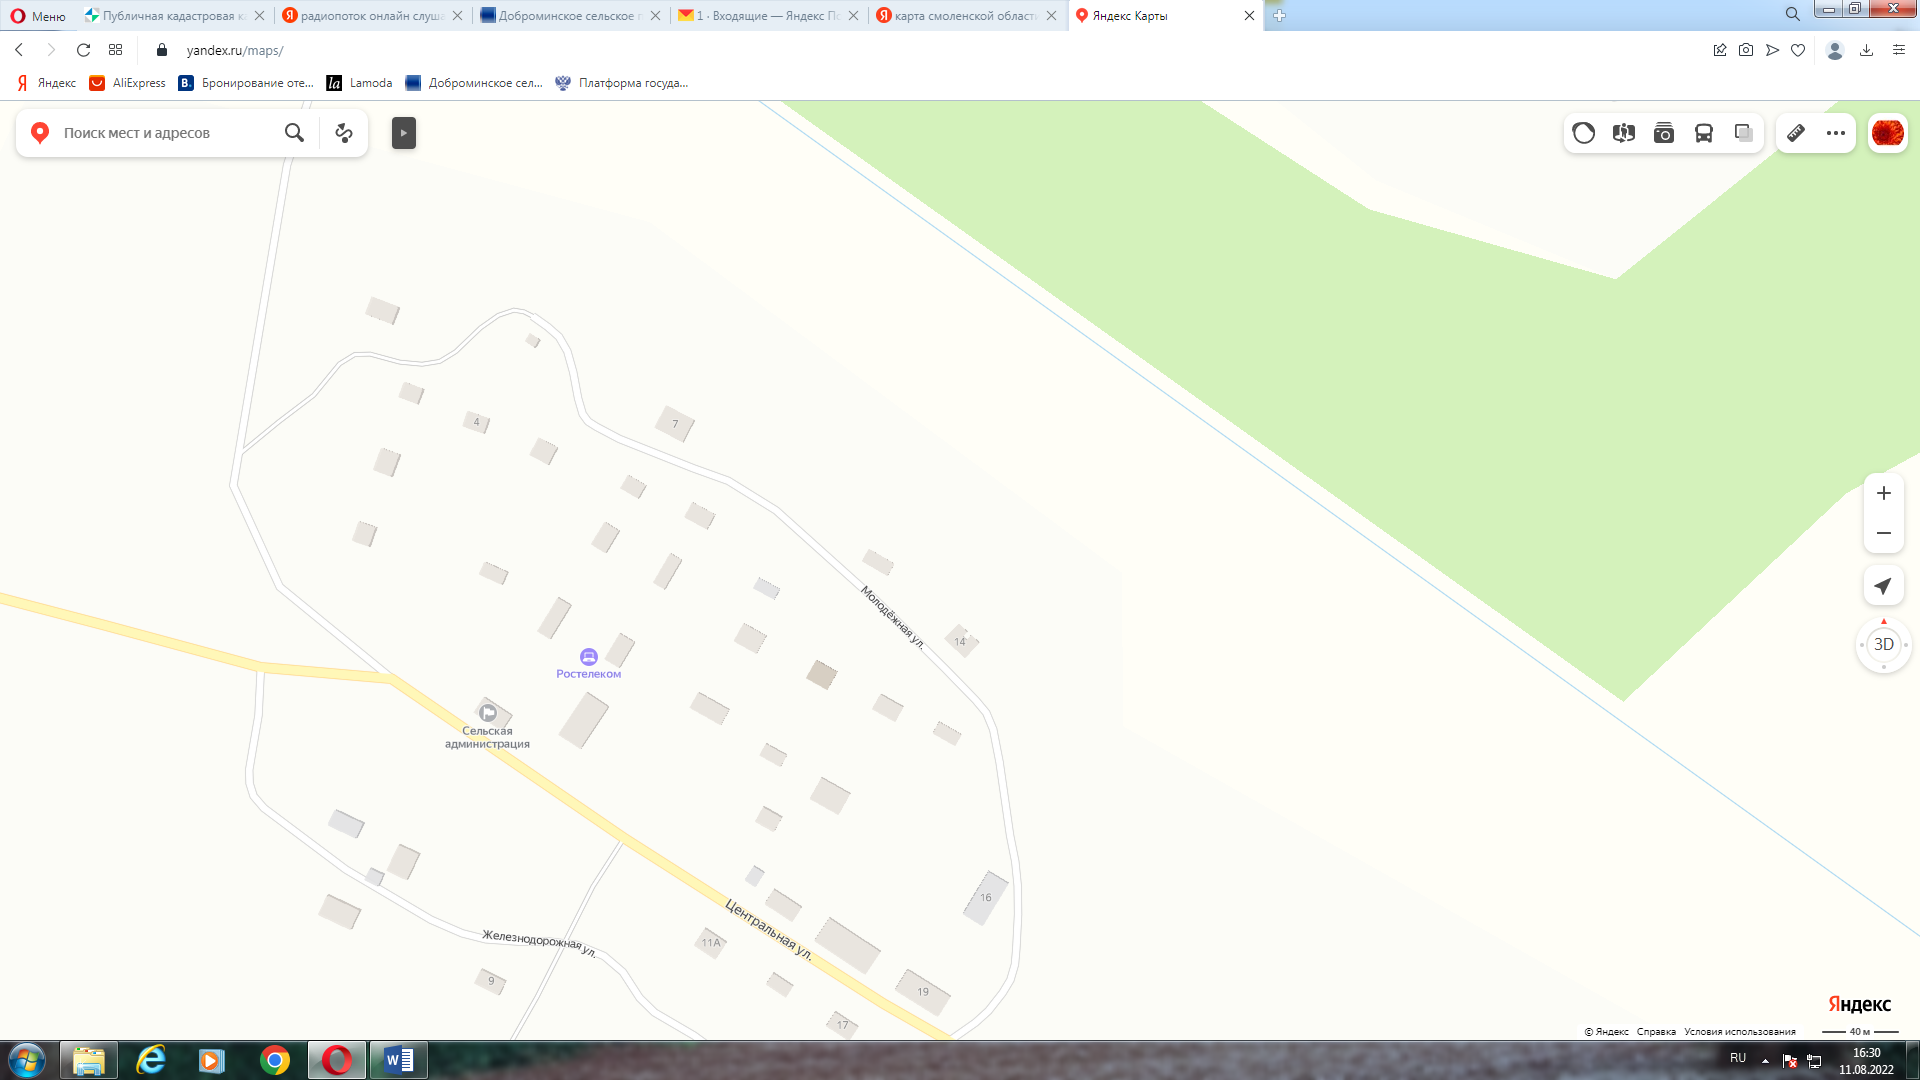 Меню
Публичная кадастровая к
радиопоток онлайн слуш
Доброминское сельское
1 · Входящие — Яндекс По
карта смоленской област
Яндекс Карты
yandex.ru/maps/
Яндекс
AliExpress
B.
Бронирование оте...
la
Lamoda
Доброминское сел...
Платформа госуда...
Поиск мест и адресов
4
7
Молодёжная ул.
14
Ростелеком
Сельская
администрация
3D
16
Центральная ул.
Железнодорожная ул.
11А
9
19
17
Яндекс
© Яндекс Справка Условия использования
40 м
RU
16:30
11.08.2022